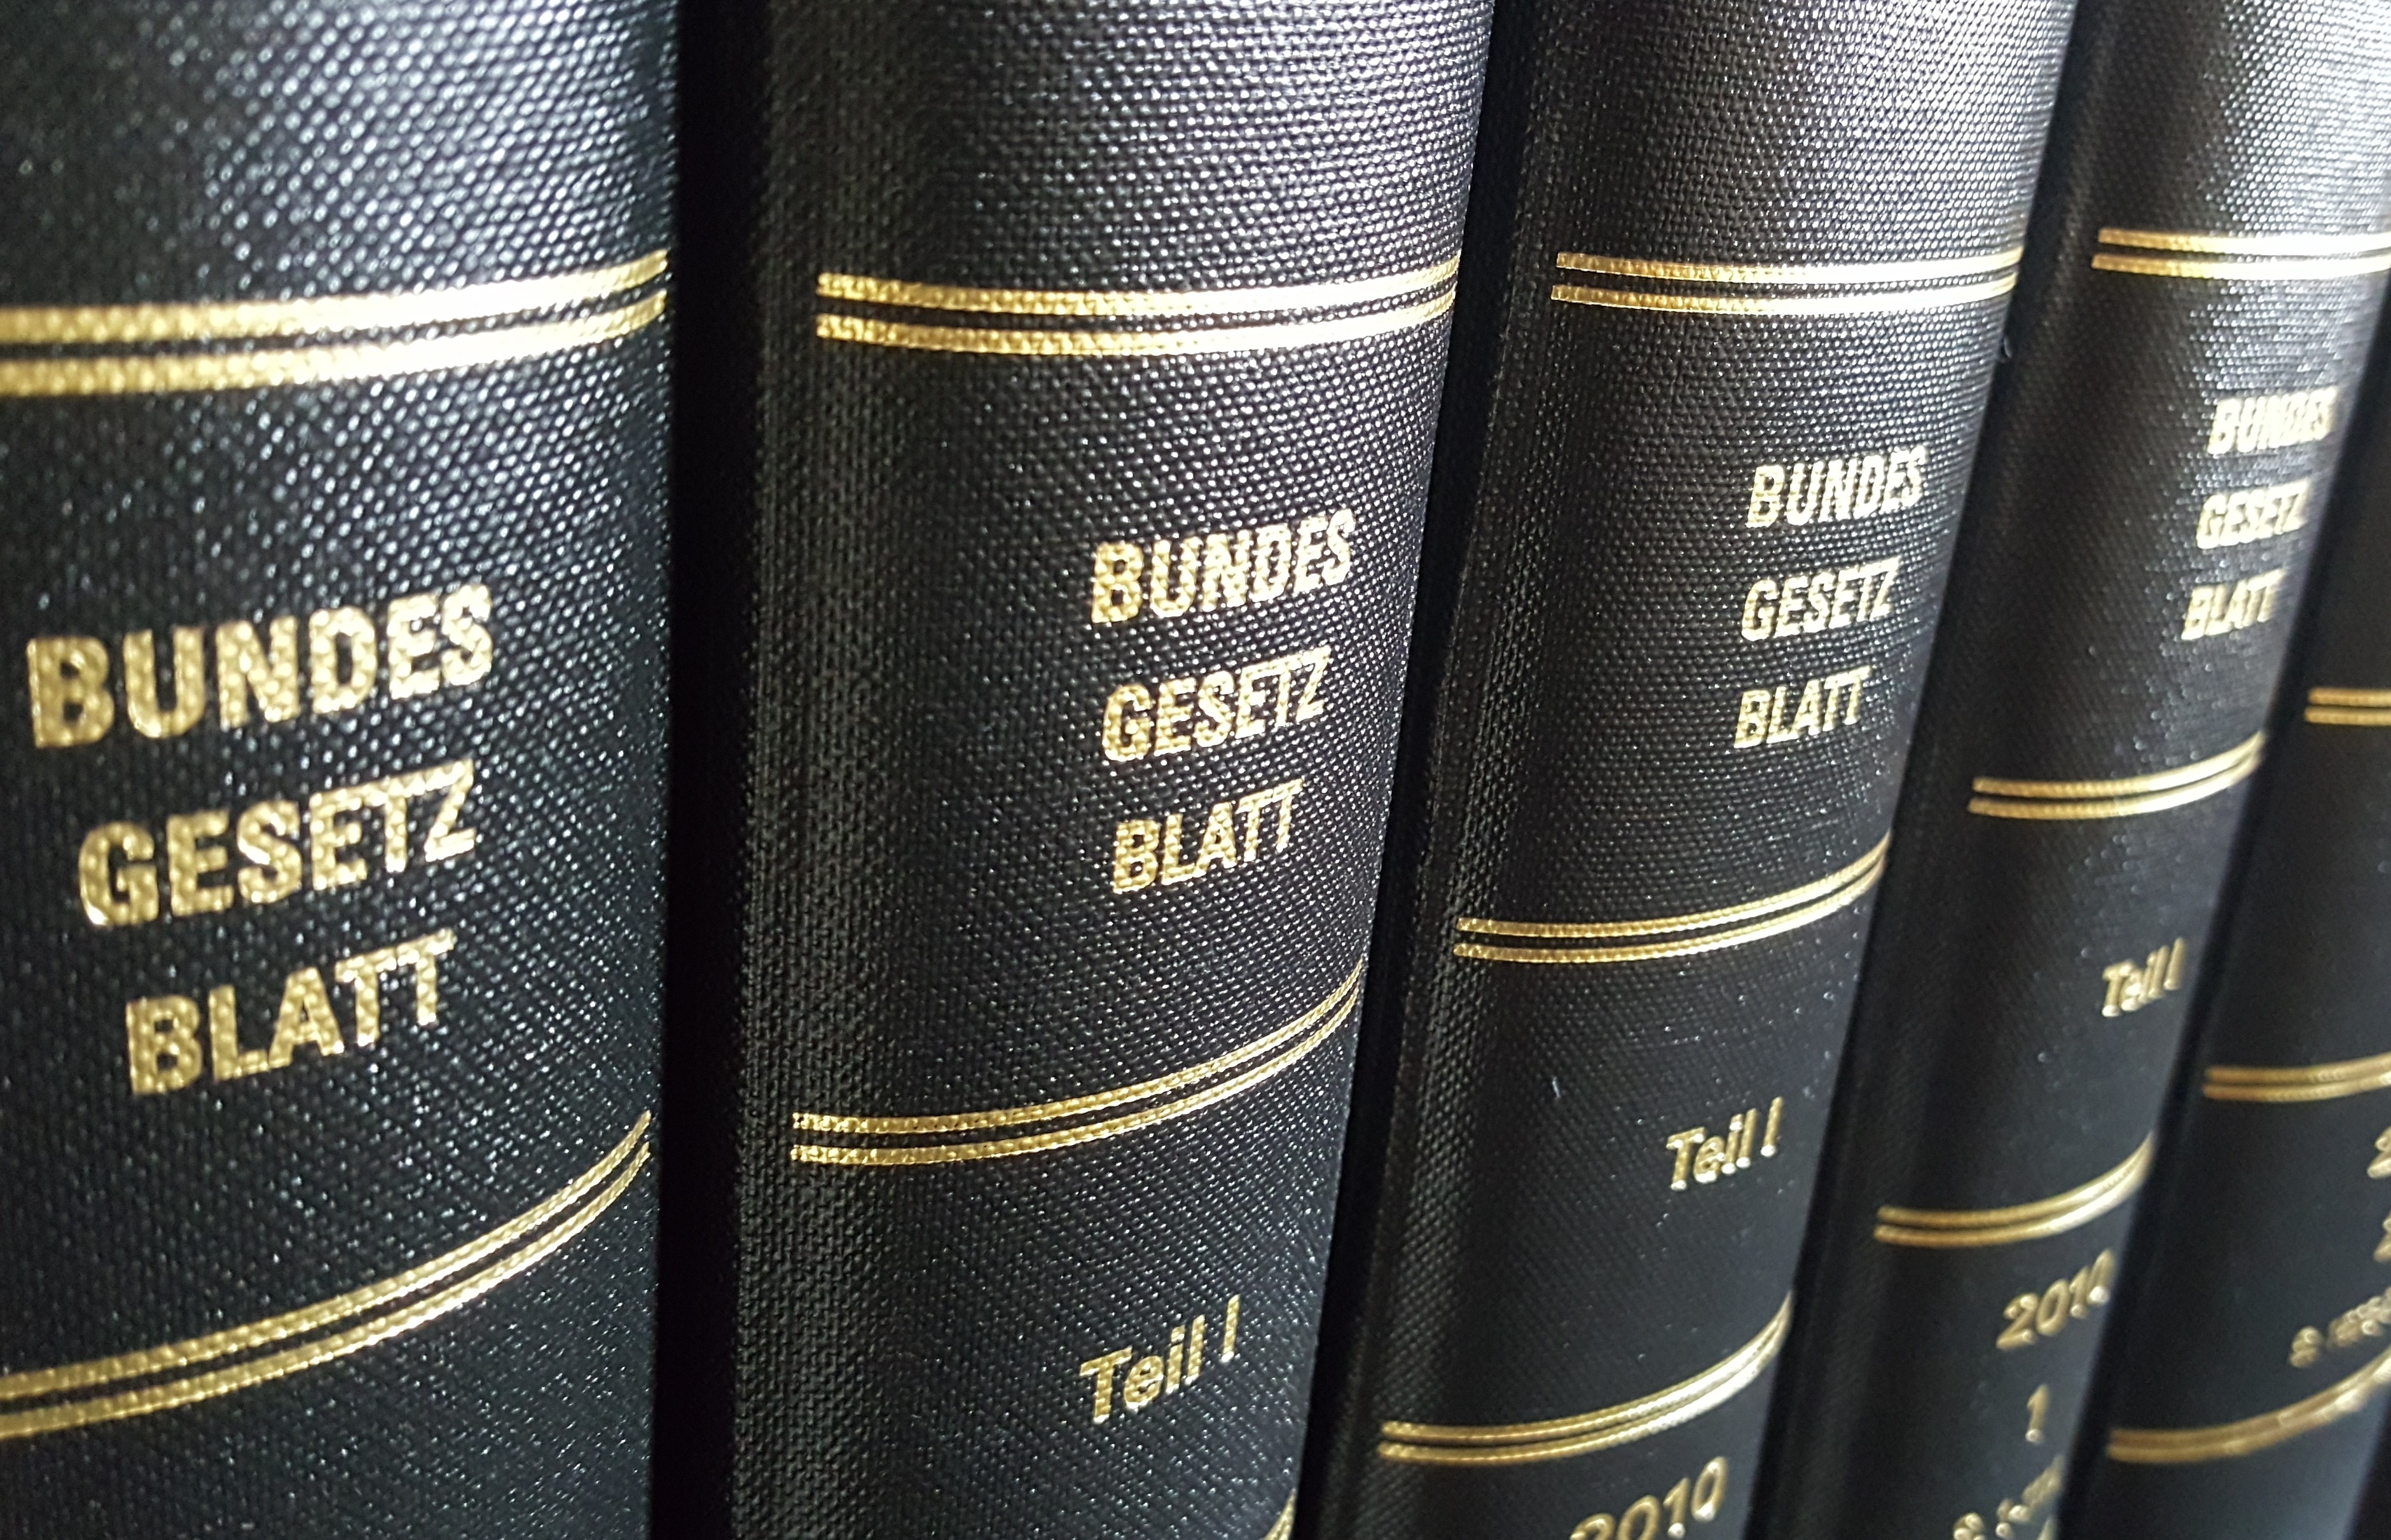 BUNDES
GESETZ
BLATT
BUNDES
GESETZ
BLATT
Teil I
BUNDES
GESETZ
BLATT
Teil I
2010
BUNDES
GESETZ
BLATT
Teil I
2010
1